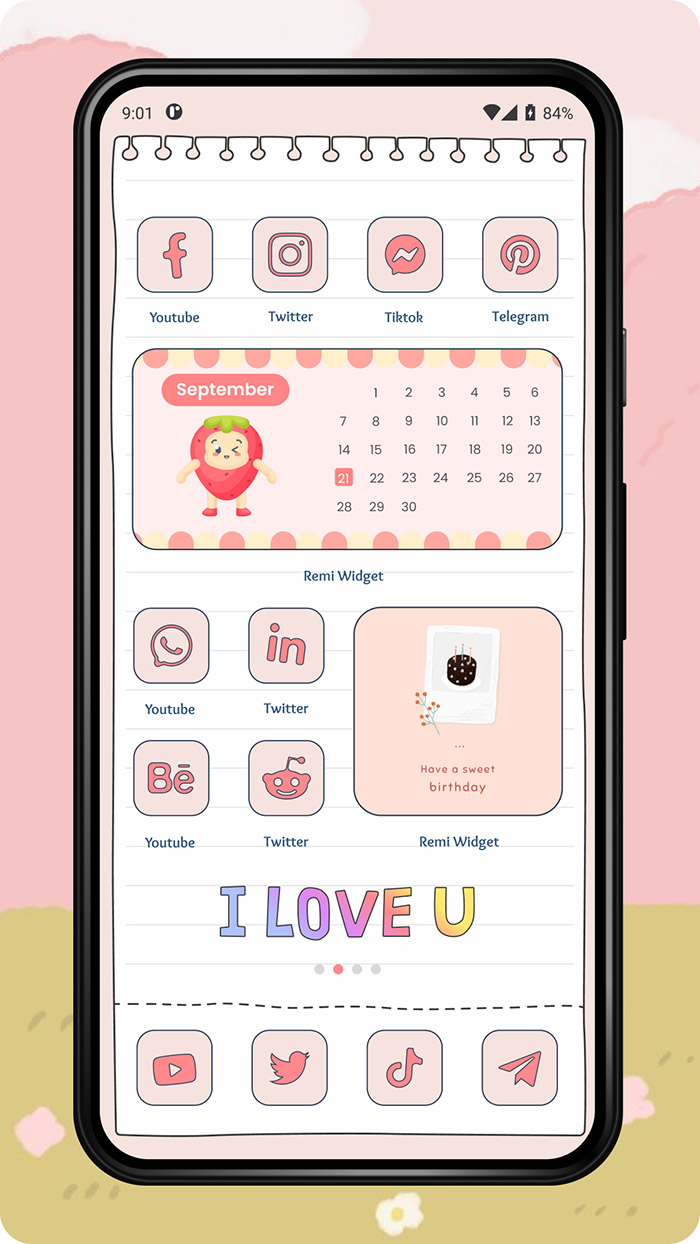 9:01 84%
Youtube Twitter Tiktok Telegram
September
1 2 3 4 5 6
7 8 9 10 11 12 13
14 15 16 17 18 19 20
21 22 23 24 25 26 27
28 29 30
Remi Widget
in
Youtube Twitter
Bē
Youtube Twitter
...
Have a sweet
birthday
Remi Widget
I LOVE U